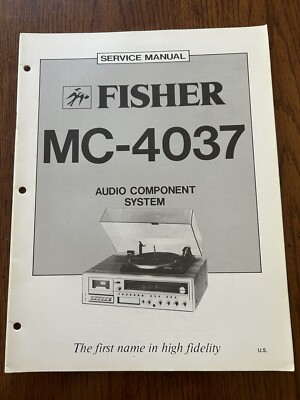 SERVICE MANUAL
FISHER
MC-4037
AUDIO COMPONENT
SYSTEM
The first name in high fidelity
U.S.